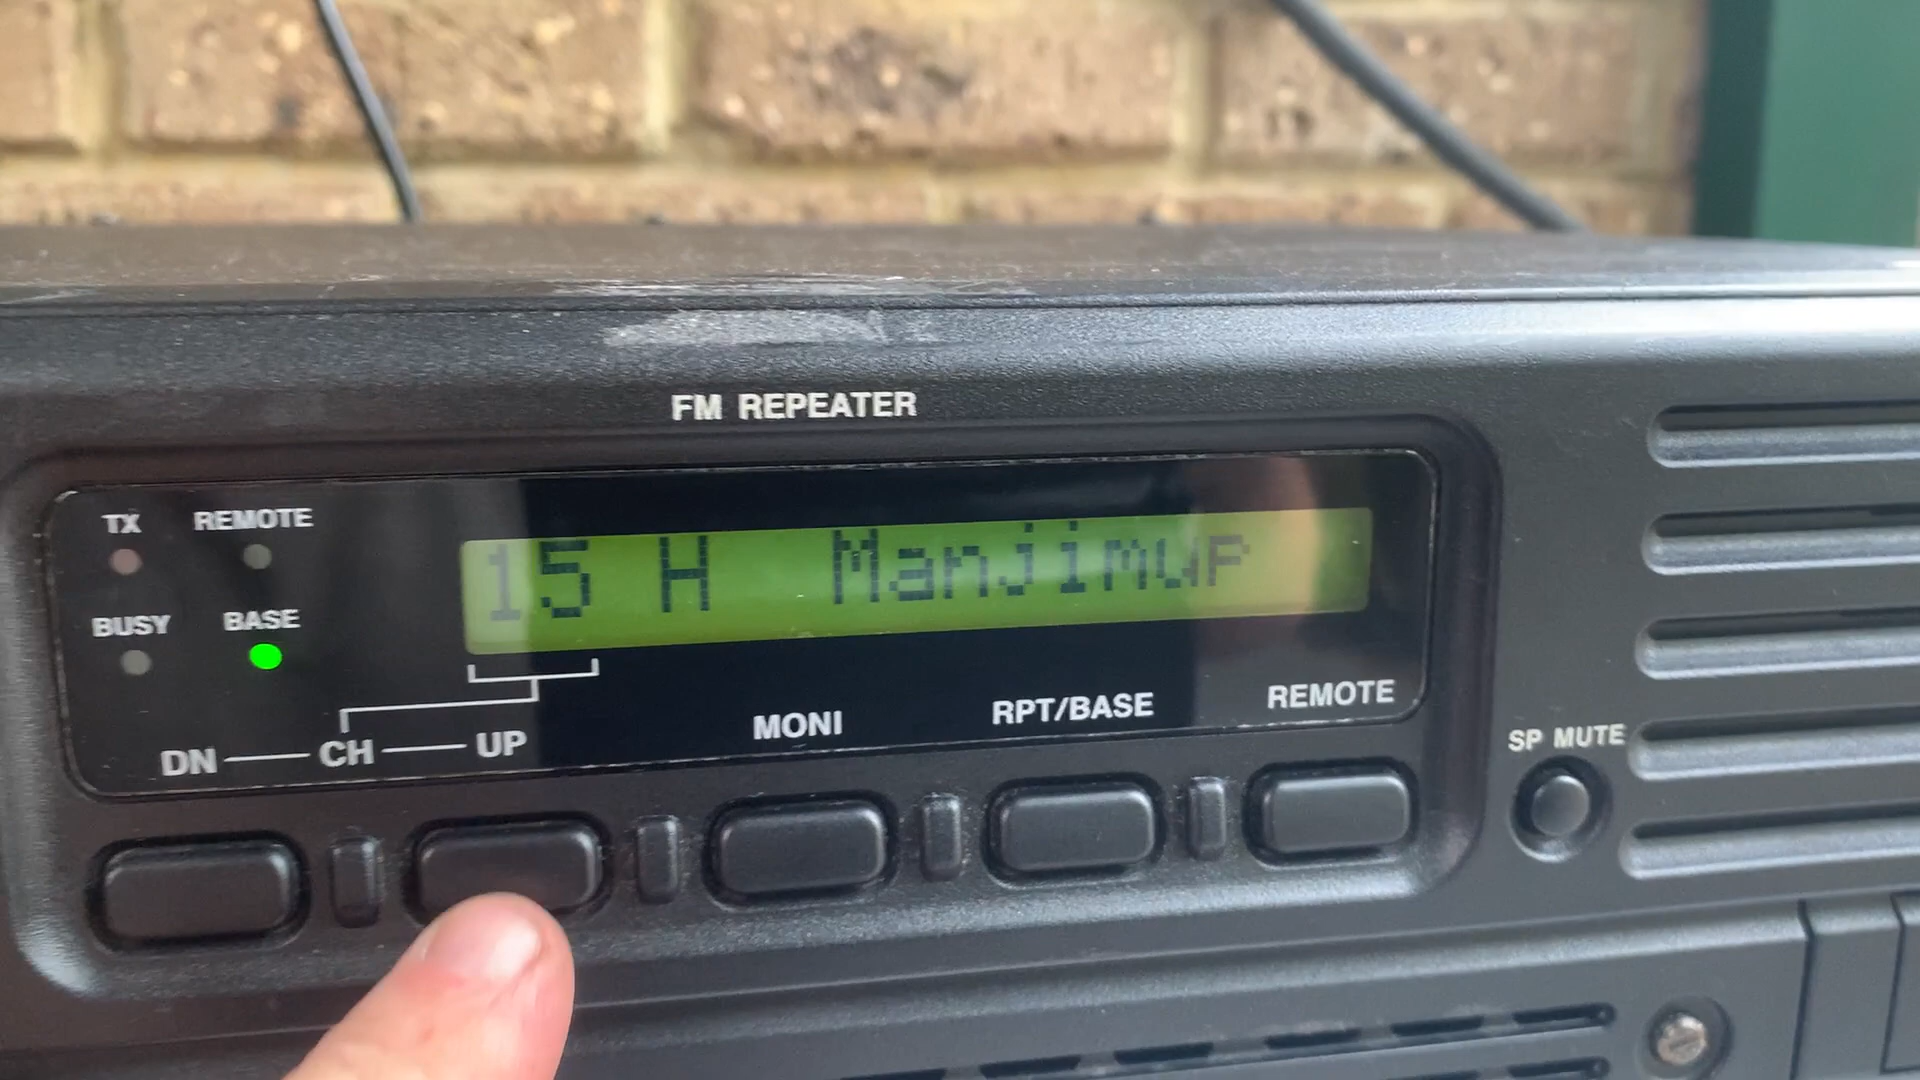 FM REPEATER
TX REMOTE
15 H Manjimup
BUSY BASE
DN CH UP MONI RPT/BASE REMOTE
SP MUTE